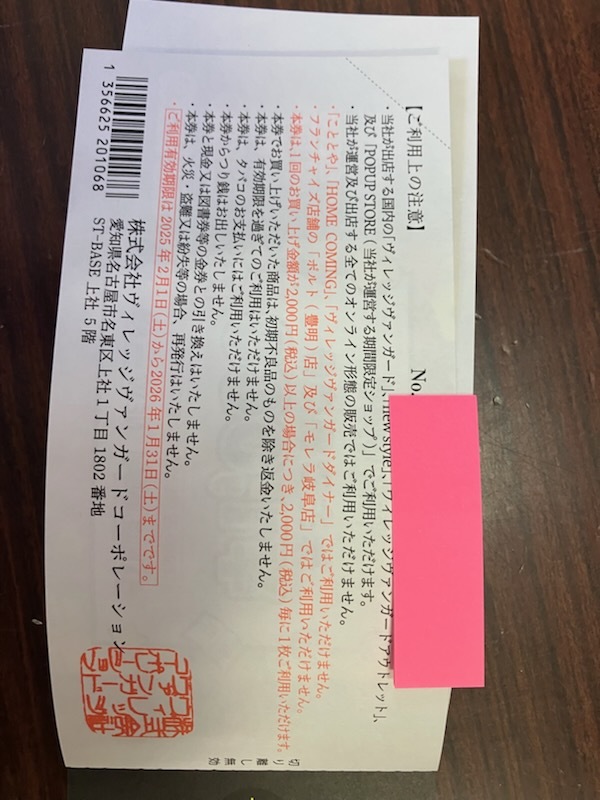 【ご利用上の注意】
No.
・当社が出店する国内の「ヴィレッジヴァンガード」、「new style」、「ヴィレッジヴァンガードアウトレット」、
及び「POPUP STORE（当社が運営する期間限定ショップ）」でご利用いただけます。
・当社が運営及び出店する全てのオンライン形態の販売ではご利用いただけません。
・「こととや」、「HOME COMING」、「ヴィレッジヴァンガードダイナー」ではご利用いただけません。
・フランチャイズ店舗の「ボルト（豊明）店」及び「モレラ岐阜店」ではご利用いただけません。
・本券は、1回のお買い上げ金額が2,000円（税込）以上の場合につき、2,000円（税込）毎に1枚ご利用いただけます。
・本券でお買い上げいただいた商品は、初期不良品のものを除き返金いたしません。
・本券は、有効期限を過ぎてのご利用はいただけません。
・本券は、タバコのお支払いにはご利用いただけません。
・本券からつり銭はお出しいたしません。
・本券と現金又は図書券等の金券との引き換えはいたしません。
・本券は、火災・盗難又は紛失等の場合、再発行はいたしません。
・ご利用有効期限は2025年2月1日（土）から2026年1月31日（土）までです。
株式会社ヴィレッジヴァンガードコーポレーション
愛知県名古屋市名東区上社1丁目1802番地
ST-BASE上社 5階
1 356625 201068
切り離し無効